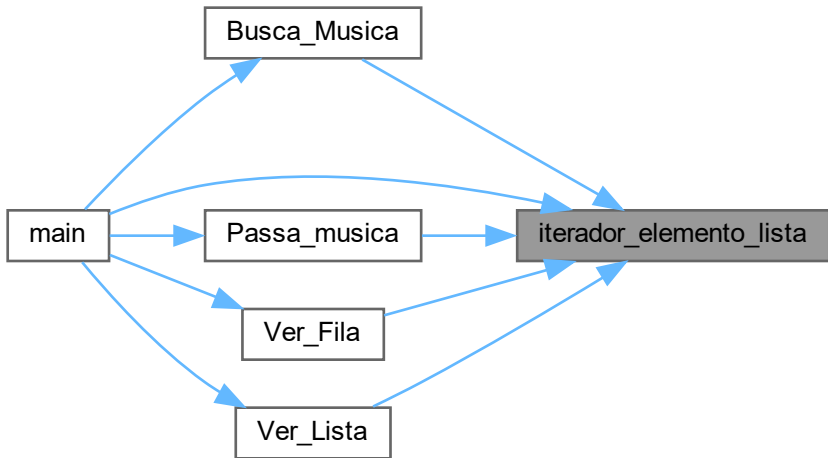 Busca_Musica
main
Passa_musica
iterador_elemento_lista
Ver_Fila
Ver_Lista